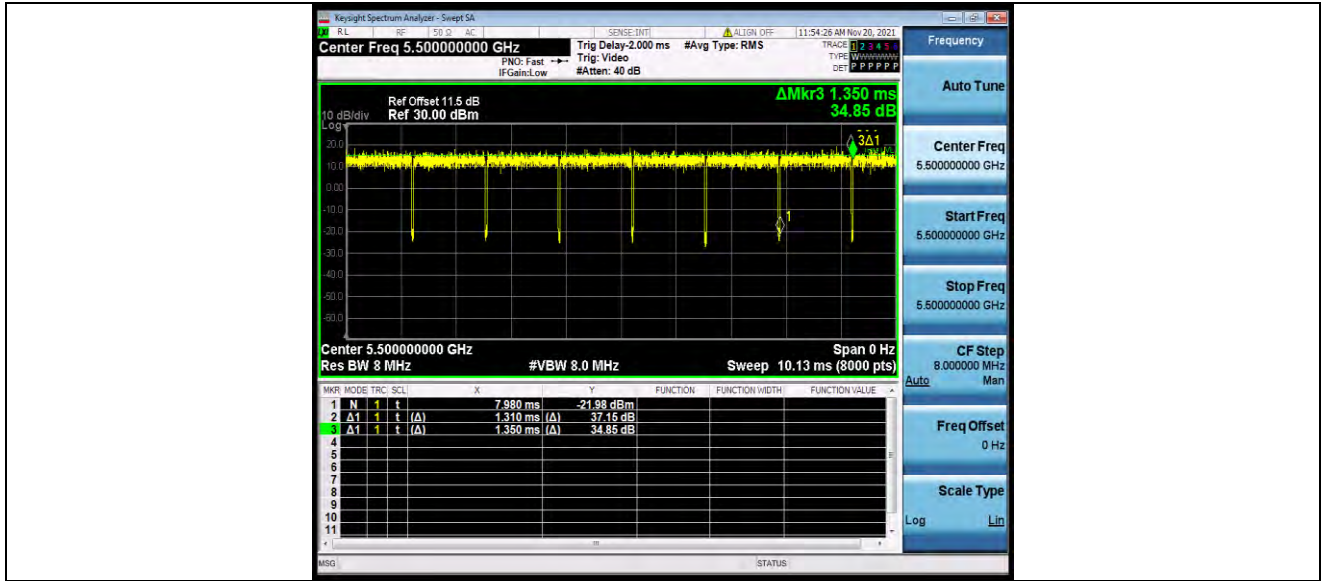 Keysight Spectrum Analyzer - Swept SA
RL RF 50 Ω AC SENSE:INT ALIGN OFF 11:54:26 AM Nov 20, 2021
Center Freq 5.500000000 GHz
PNO: Fast
IFGain:Low
Trig Delay-2.000 ms
Trig: Video
#Atten: 40 dB
#Avg Type: RMS
TRACE 1 2 3 4 5 6
TYPE WWWWWW
DET P P P P P P
Frequency
Auto Tune
Center Freq
5.500000000 GHz
Start Freq
5.500000000 GHz
Stop Freq
5.500000000 GHz
CF Step
8.000000 MHz
Auto Man
Freq Offset
0 Hz
Scale Type
Log Lin
ΔMkr3 1.350 ms
34.85 dB
Ref Offset 11.5 dB
10 dB/div Ref 30.00 dBm
Log
20.0
10.0
0.00
-10.0
-20.0
-30.0
-40.0
-50.0
-60.0
3Δ1
1
Center 5.500000000 GHz Span 0 Hz
Res BW 8 MHz #VBW 8.0 MHz Sweep 10.13 ms (8000 pts)
MKR MODE TRC SCL X Y FUNCTION FUNCTION WIDTH FUNCTION VALUE
1 N 1 t 7.980 ms -21.98 dBm
2 Δ1 1 t (Δ) 1.310 ms (Δ) 37.15 dB
3 Δ1 1 t (Δ) 1.350 ms (Δ) 34.85 dB
4
5
6
7
8
9
10
11
MSG STATUS